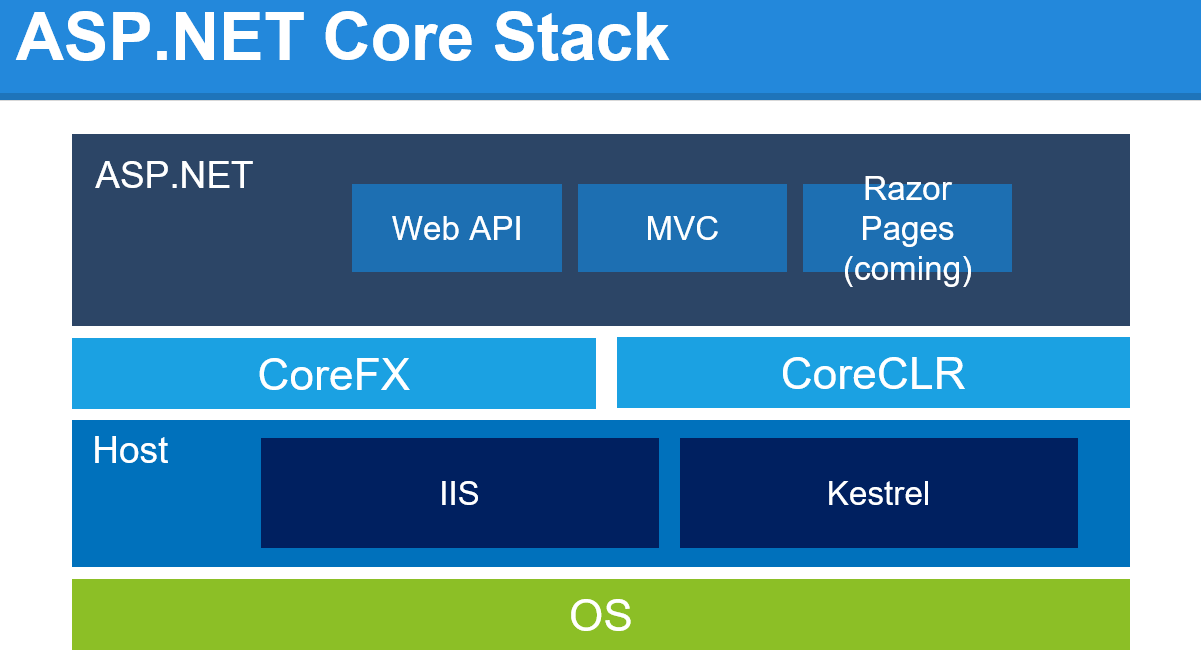 ASP.NET Core Stack
ASP.NET
Web API
MVC
Razor
Pages
(coming)
CoreFX
CoreCLR
Host
IIS
Kestrel
OS